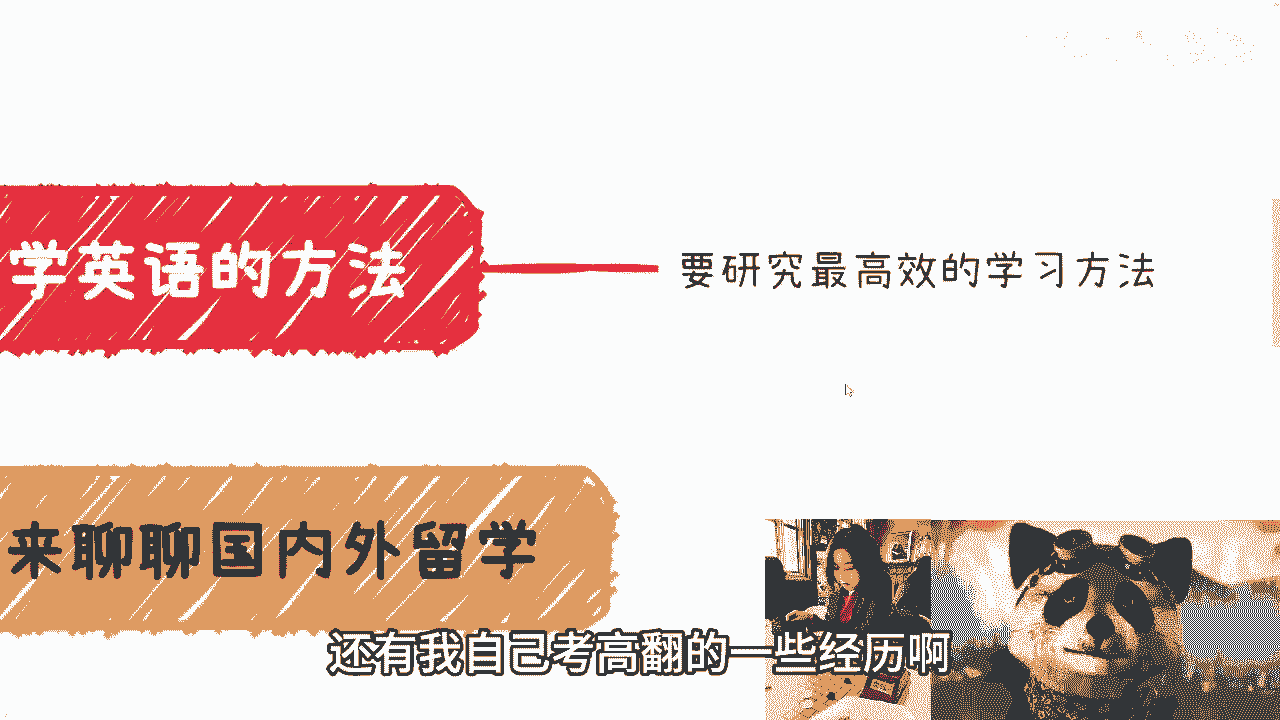 学英语的方法
要研究最高效的学习方法
来聊聊国内外留学
还有我自己考高翻的一些经历啊